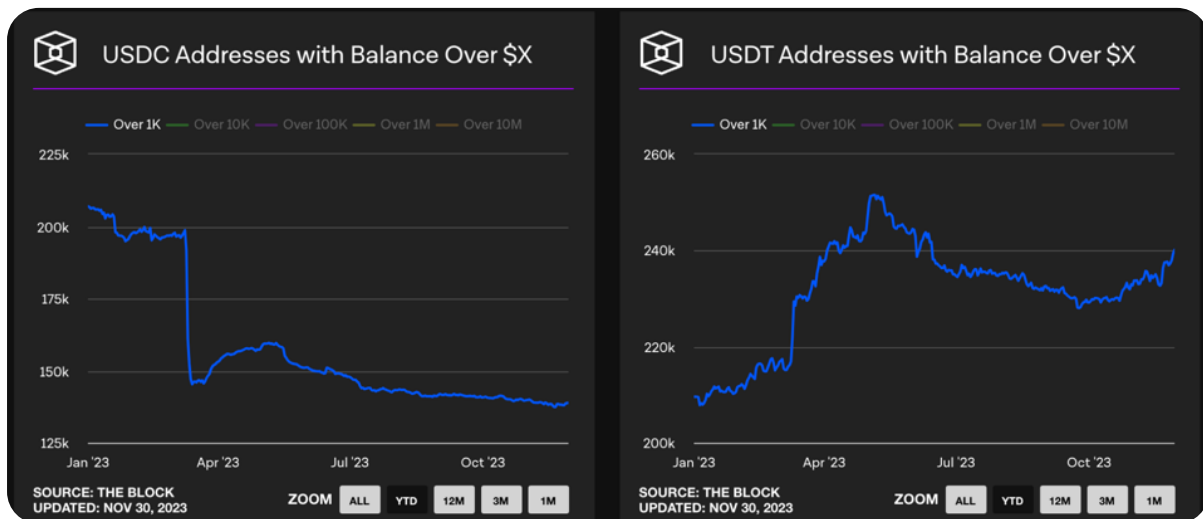 USDC Addresses with Balance Over $X
Over 1K Over 10K Over 100K Over 1M Over 10M
225k
200k
175k
150k
125k
Jan '23 Apr '23 Jul '23 Oct '23
SOURCE: THE BLOCK
UPDATED: NOV 30, 2023
ZOOM ALL YTD 12M 3M 1M
USDT Addresses with Balance Over $X
Over 1K Over 10K Over 100K Over 1M Over 10M
260k
240k
220k
200k
Jan '23 Apr '23 Jul '23 Oct '23
SOURCE: THE BLOCK
UPDATED: NOV 30, 2023
ZOOM ALL YTD 12M 3M 1M